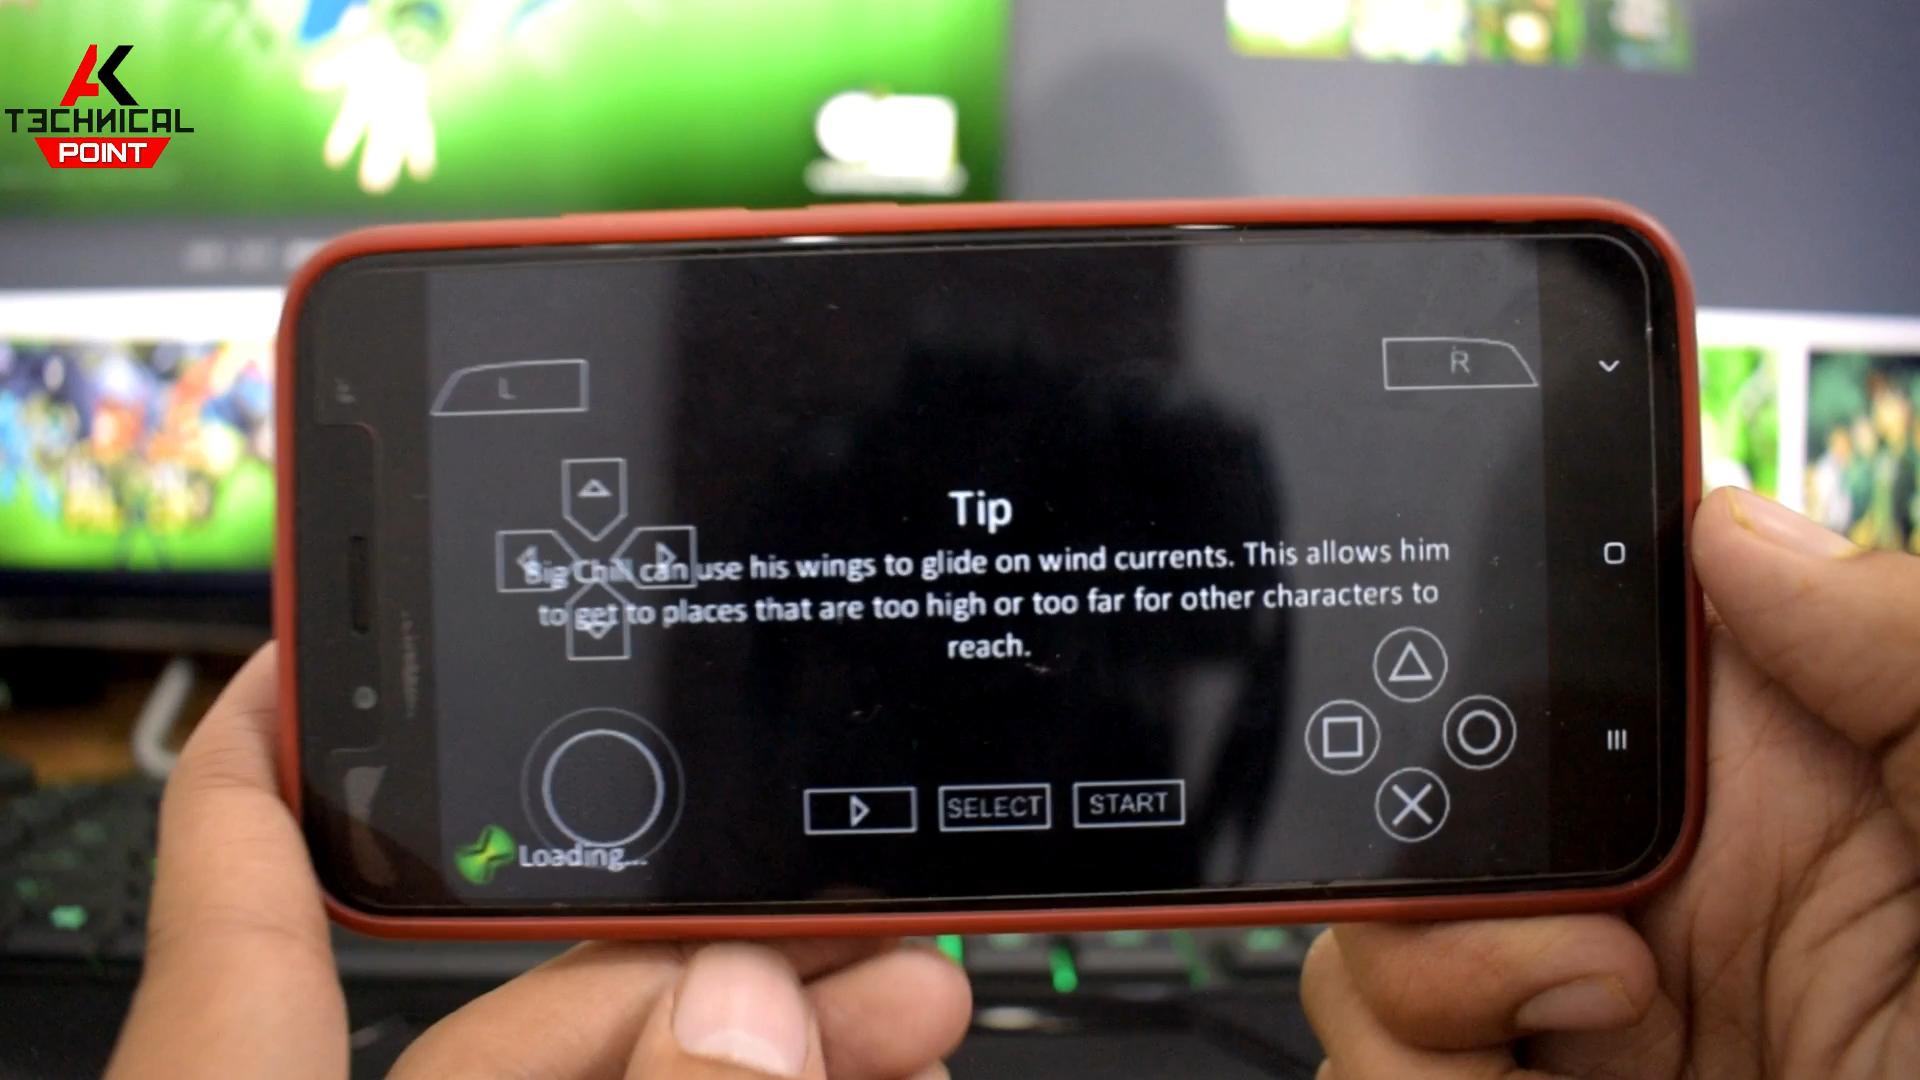 AK
TECHNICAL
POINT
L
R
Tip
Big Chill can use his wings to glide on wind currents. This allows him
to get to places that are too high or too far for other characters to
reach.
SELECT
START
Loading...